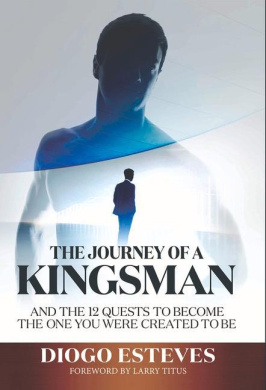 THE JOURNEY OF A
KINGSMAN
AND THE 12 QUESTS TO BECOME
THE ONE YOU WERE CREATED TO BE
DIOGO ESTEVES
FOREWORD BY LARRY TITUS